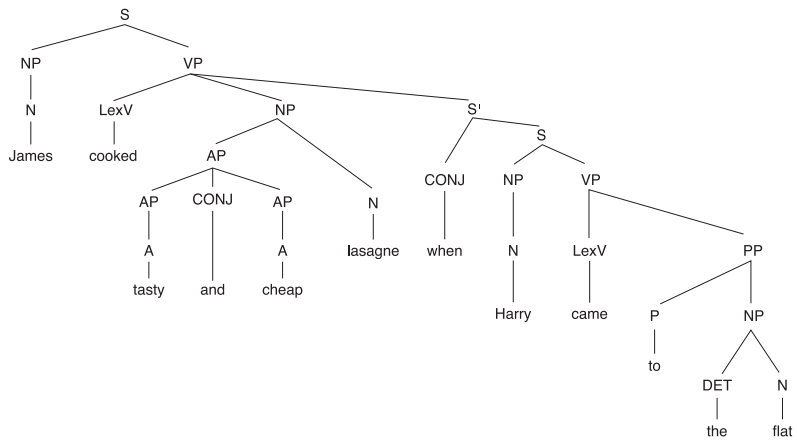 S
NP VP
N LexV NP S'
James cooked AP CONJ S
AP CONJ AP N NP VP
A A N LexV PP
tasty and cheap lasagne when Harry came P NP
to DET N
the flat